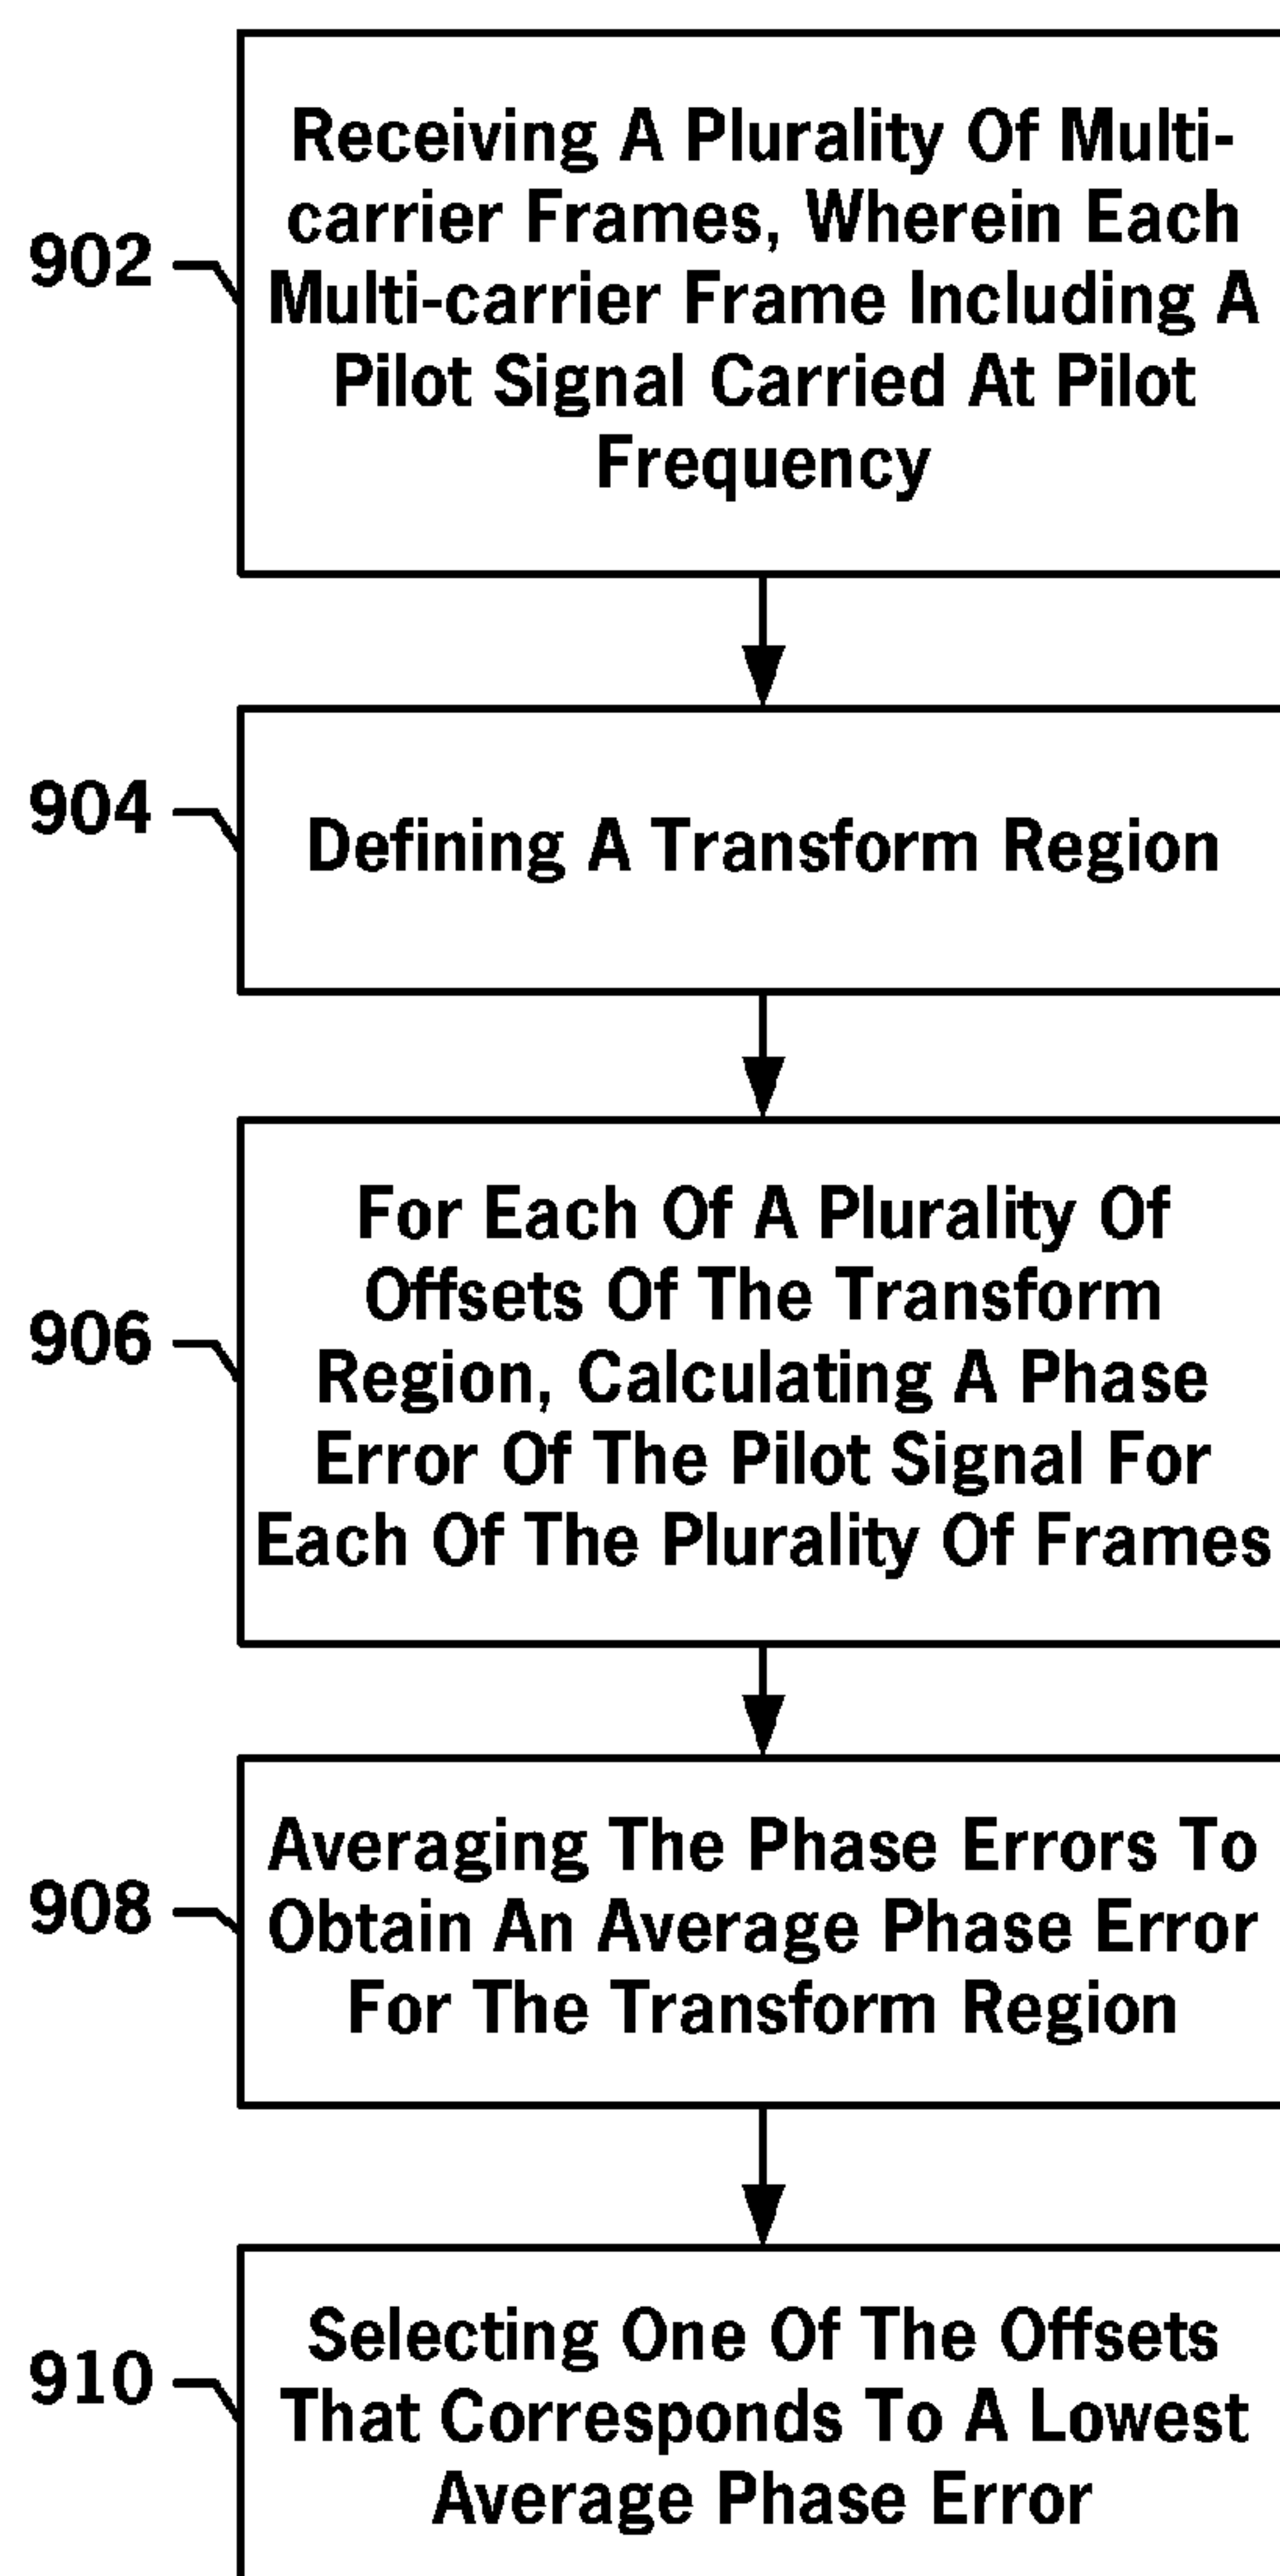 Receiving A Plurality Of Multi-
carrier Frames, Wherein Each
902
Multi-carrier Frame Including A
Pilot Signal Carried At Pilot
Frequency
904
Defining A Transform Region
For Each Of A Plurality Of
Offsets Of The Transform
906
Region, Calculating A Phase
Error Of The Pilot Signal For
Each Of The Plurality Of Frames
Averaging The Phase Errors To
908
Obtain An Average Phase Error
For The Transform Region
Selecting One Of The Offsets
910
That Corresponds To A Lowest
Average Phase Error